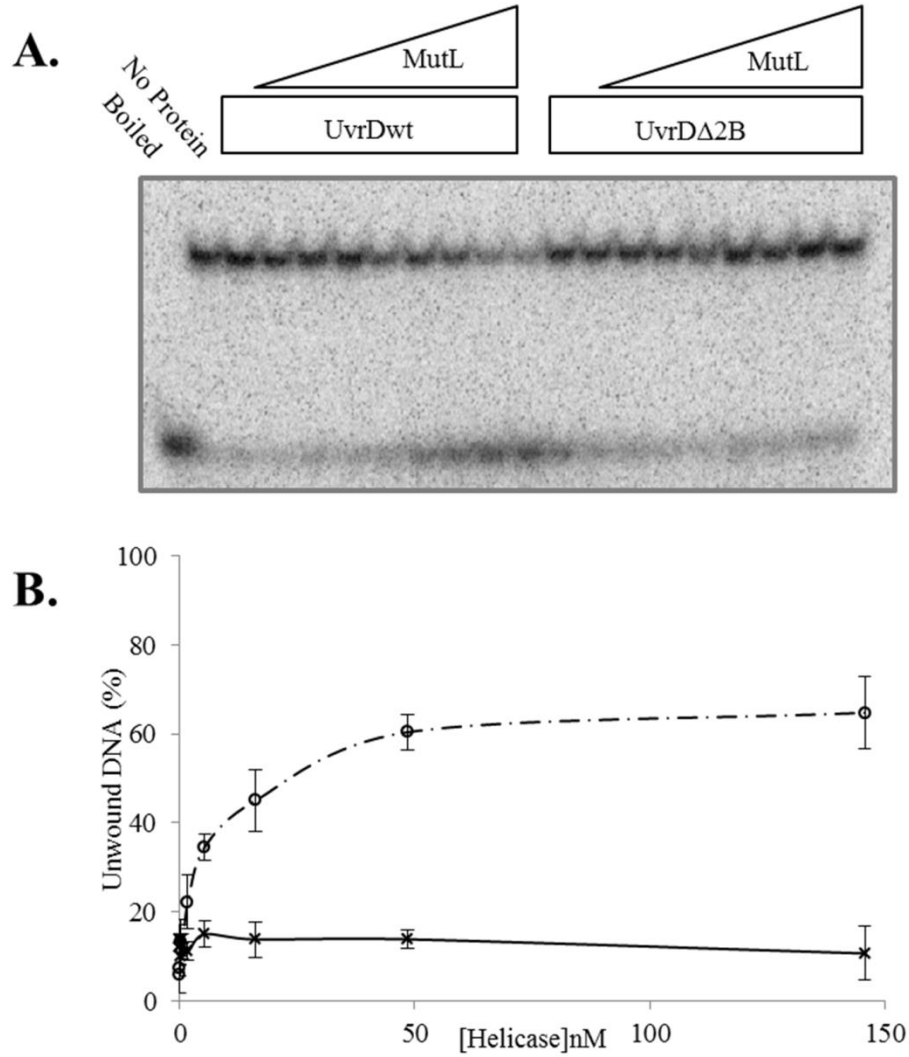 A.
MutL
MutL
No Protein
Boiled
UvrDwt
UvrDΔ2B
B.
100
80
60
40
20
0
Unwound DNA (%)
0
50
100
150
[Helicase]nM